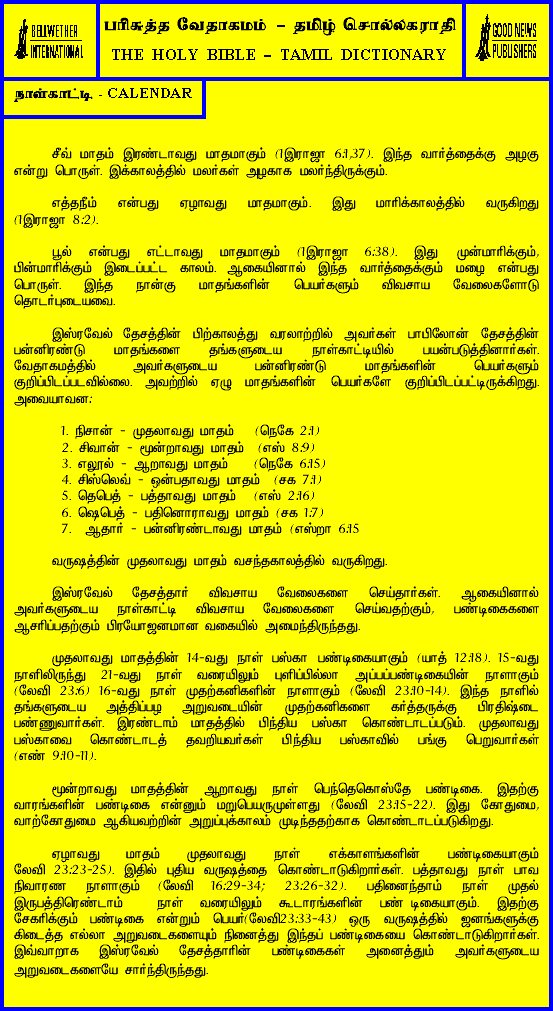 BELLWETHER
INTERNATIONAL
பரிசுத்த வேதாகமம் – தமிழ் சொல்லகராதி
THE HOLY BIBLE – TAMIL DICTIONARY
GOOD NEWS
PUBLISHERS
நாள்காட்டி - CALENDAR
சீவ் மாதம் இரண்டாவது மாதமாகும் (1இராஜா 6:1,37). இந்த வார்த்தைக்கு அழகு
என்று பொருள். இக்காலத்தில் மலர்கள் அழகாக மலர்ந்திருக்கும்.
எத்தநீம் என்பது ஏழாவது மாதமாகும். இது மாரிக்காலத்தில் வருகிறது
(1இராஜா 8:2).
பூல் என்பது எட்டாவது மாதமாகும் (1இராஜா 6:38). இது முன்மாரிக்கும்,
பின்மாரிக்கும் இடைப்பட்ட காலம். ஆகையினால் இந்த வார்த்தைக்கும் மழை என்பது
பொருள். இந்த நான்கு மாதங்களின் பெயர்களும் விவசாய வேலைகளோடு
தொடர்புடையவை.
இஸ்ரவேல் தேசத்தின் பிற்காலத்து வரலாற்றில் அவர்கள் பாபிலோன் தேசத்தின்
பன்னிரண்டு மாதங்களை தங்களுடைய நாள்காட்டியில் பயன்படுத்தினார்கள்.
வேதாகமத்தில் அவர்களுடைய பன்னிரண்டு மாதங்களின் பெயர்களும்
குறிப்பிடப்படவில்லை. அவற்றில் ஏழு மாதங்களின் பெயர்களே குறிப்பிடப்பட்டிருக்கிறது.
அவையாவன:
1. நிசான் - முதலாவது மாதம் (நெகே 2:1)
2. சிவான் - மூன்றாவது மாதம் (எஸ் 8:9)
3. எலூல் - ஆறாவது மாதம் (நெகே 6:15)
4. சிஸ்லெவ் - ஒன்பதாவது மாதம் (சக 7:1)
5. தெபெத் - பத்தாவது மாதம் (எஸ் 2:16)
6. ஷெபெத் - பதினொராவது மாதம் (சக 1:7)
7. ஆதார் - பன்னிரண்டாவது மாதம் (எஸ்றா 6:15
வருஷத்தின் முதலாவது மாதம் வசந்தகாலத்தில் வருகிறது.
இஸ்ரவேல் தேசத்தார் விவசாய வேலைகளை செய்தார்கள். ஆகையினால்
அவர்களுடைய நாள்காட்டி விவசாய வேலைகளை செய்வதற்கும், பண்டிகைகளை
ஆசரிப்பதற்கும் பிரயோஜனமான வகையில் அமைந்திருந்தது.
முதலாவது மாதத்தின் 14-வது நாள் பஸ்கா பண்டிகையாகும் (யாத் 12:18). 15-வது
நாளிலிருந்து 21-வது நாள் வரையிலும் புளிப்பில்லா அப்பப்பண்டிகையின் நாளாகும்
(லேவி 23:6) 16-வது நாள் முதற்கனிகளின் நாளாகும் (லேவி 23:10-14). இந்த நாளில்
தங்களுடைய அத்திப்பழ அறுவடையின் முதற்கனிகளை கர்த்தருக்கு பிரதிஷ்டை
பண்ணுவார்கள். இரண்டாம் மாதத்தில் பிந்திய பஸ்கா கொண்டாடப்படும். முதலாவது
பஸ்காவை கொண்டாடத் தவறியவர்கள் பிந்திய பஸ்காவில் பங்கு பெறுவார்கள்
(எண் 9:10-11).
மூன்றாவது மாதத்தின் ஆறாவது நாள் பெந்தெகொஸ்தே பண்டிகை. இதற்கு
வாரங்களின் பண்டிகை என்னும் மறுபெயருமுள்ளது (லேவி 23:15-22). இது கோதுமை,
வாற்கோதுமை ஆகியவற்றின் அறுப்புக்காலம் முடிந்ததற்காக கொண்டாடப்படுகிறது.
ஏழாவது மாதம் முதலாவது நாள் எக்காளங்களின் பண்டிகையாகும்
லேவி 23:23-25). இதில் புதிய வருஷத்தை கொண்டாடுகிறார்கள். பத்தாவது நாள் பாவ
நிவாரண நாளாகும் (லேவி 16:29-34; 23:26-32). பதினைந்தாம் நாள் முதல்
இருபத்திரெண்டாம் நாள் வரையிலும் கூடாரங்களின் பண் டிகையாகும். இதற்கு
சேகரிக்கும் பண்டிகை என்றும் பெயர்(லேவி23:33-43) ஒரு வருஷத்தில் ஜனங்களுக்கு
கிடைத்த எல்லா அறுவடைகளையும் நினைத்து இந்தப் பண்டிகையை கொண்டாடுகிறார்கள்.
இவ்வாறாக இஸ்ரவேல் தேசத்தாரின் பண்டிகைகள் அனைத்தும் அவர்களுடைய
அறுவடைகளையே சார்ந்திருந்தது.